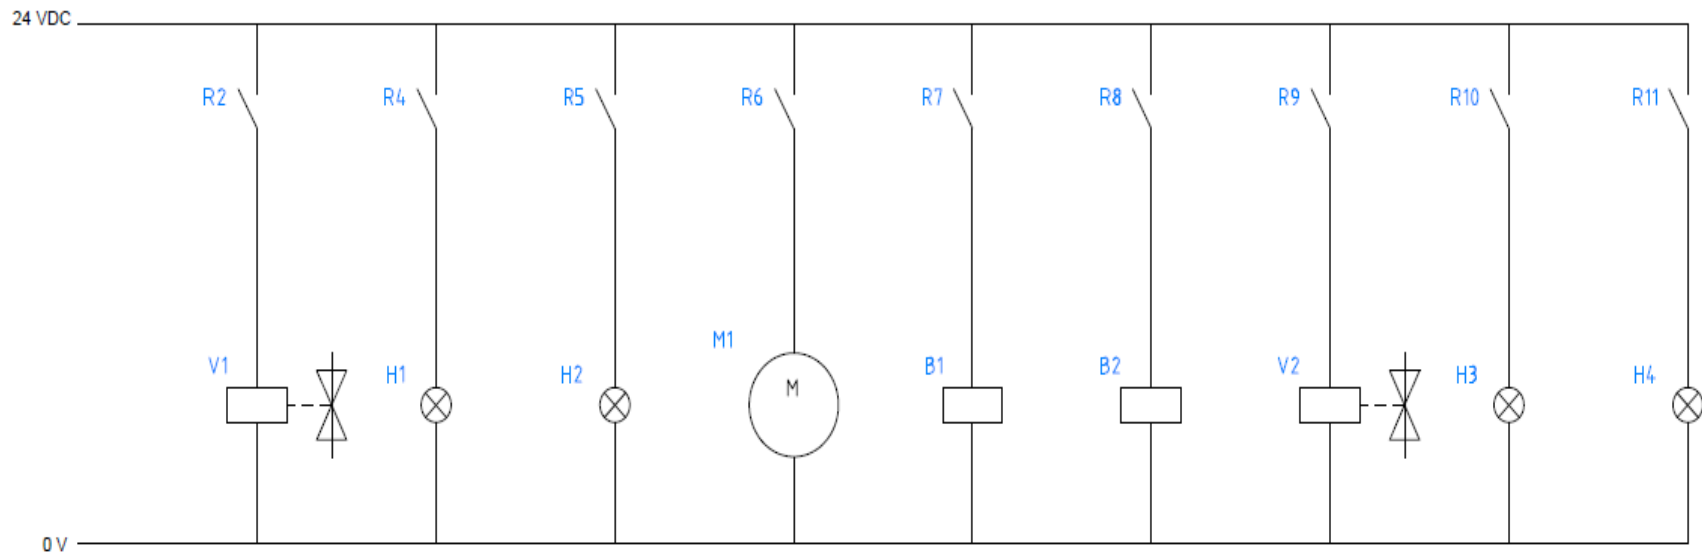 24 VDC
R2 R4 R5 R6 R7 R8 R9 R10 R11
M1
V1 H1 H2 M B1 B2 V2 H3 H4
0 V